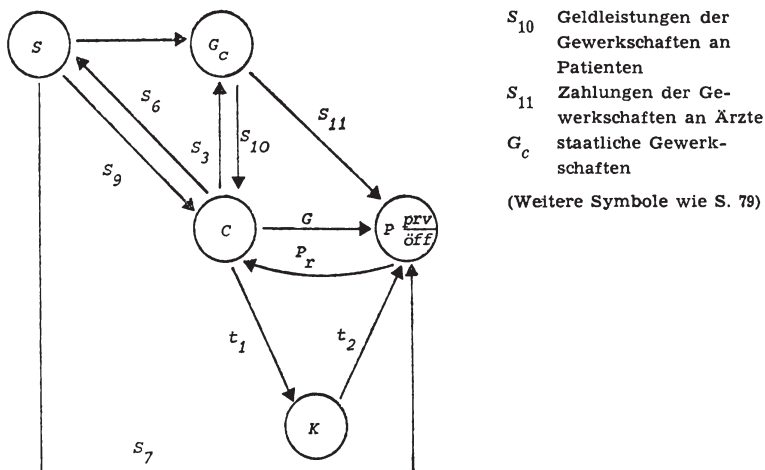 S
G_c
S_6
S_11
S_3
S_10
S_9
C
G
P prv
öff
P_r
t_1
t_2
K
S_7
S_10 Geldleistungen der
Gewerkschaften an
Patienten
S_11 Zahlungen der Ge-
werkschaften an Ärzte
G_c staatliche Gewerk-
schaften
(Weitere Symbole wie S. 79)